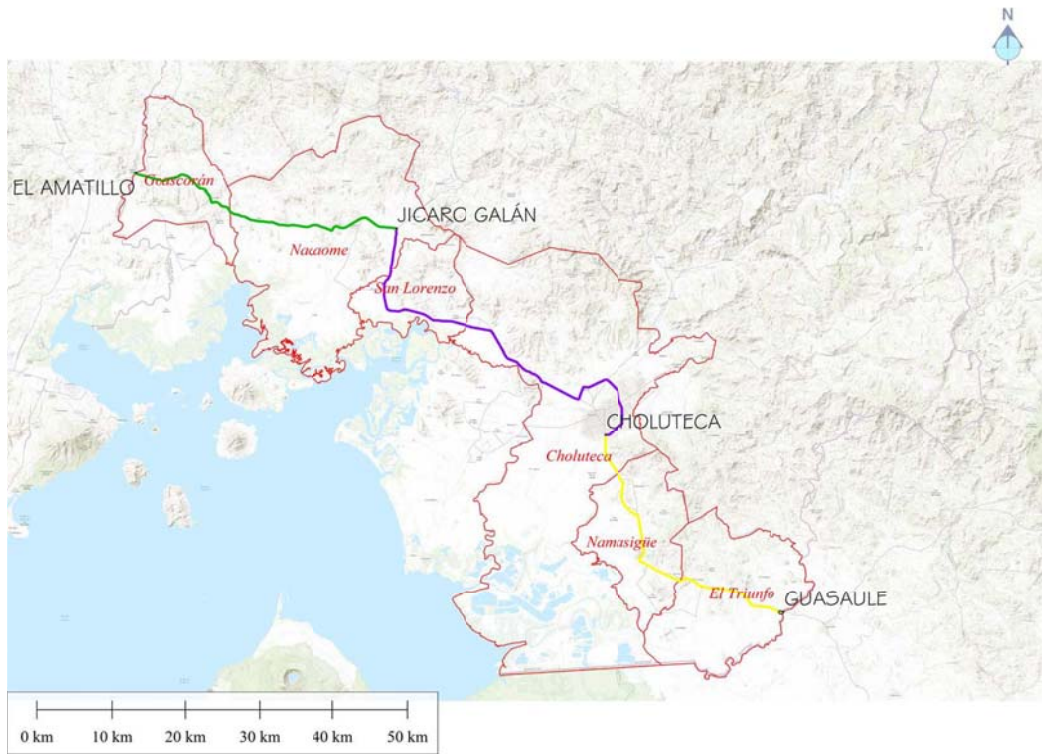 N
EL AMATILLO
Goascorán
JICARO GALÁN
Nacaome
San Lorenzo
CHOLUTECA
Choluteca
Namasigüe
El Triunfo
GUASAULE
0 km 10 km 20 km 30 km 40 km 50 km